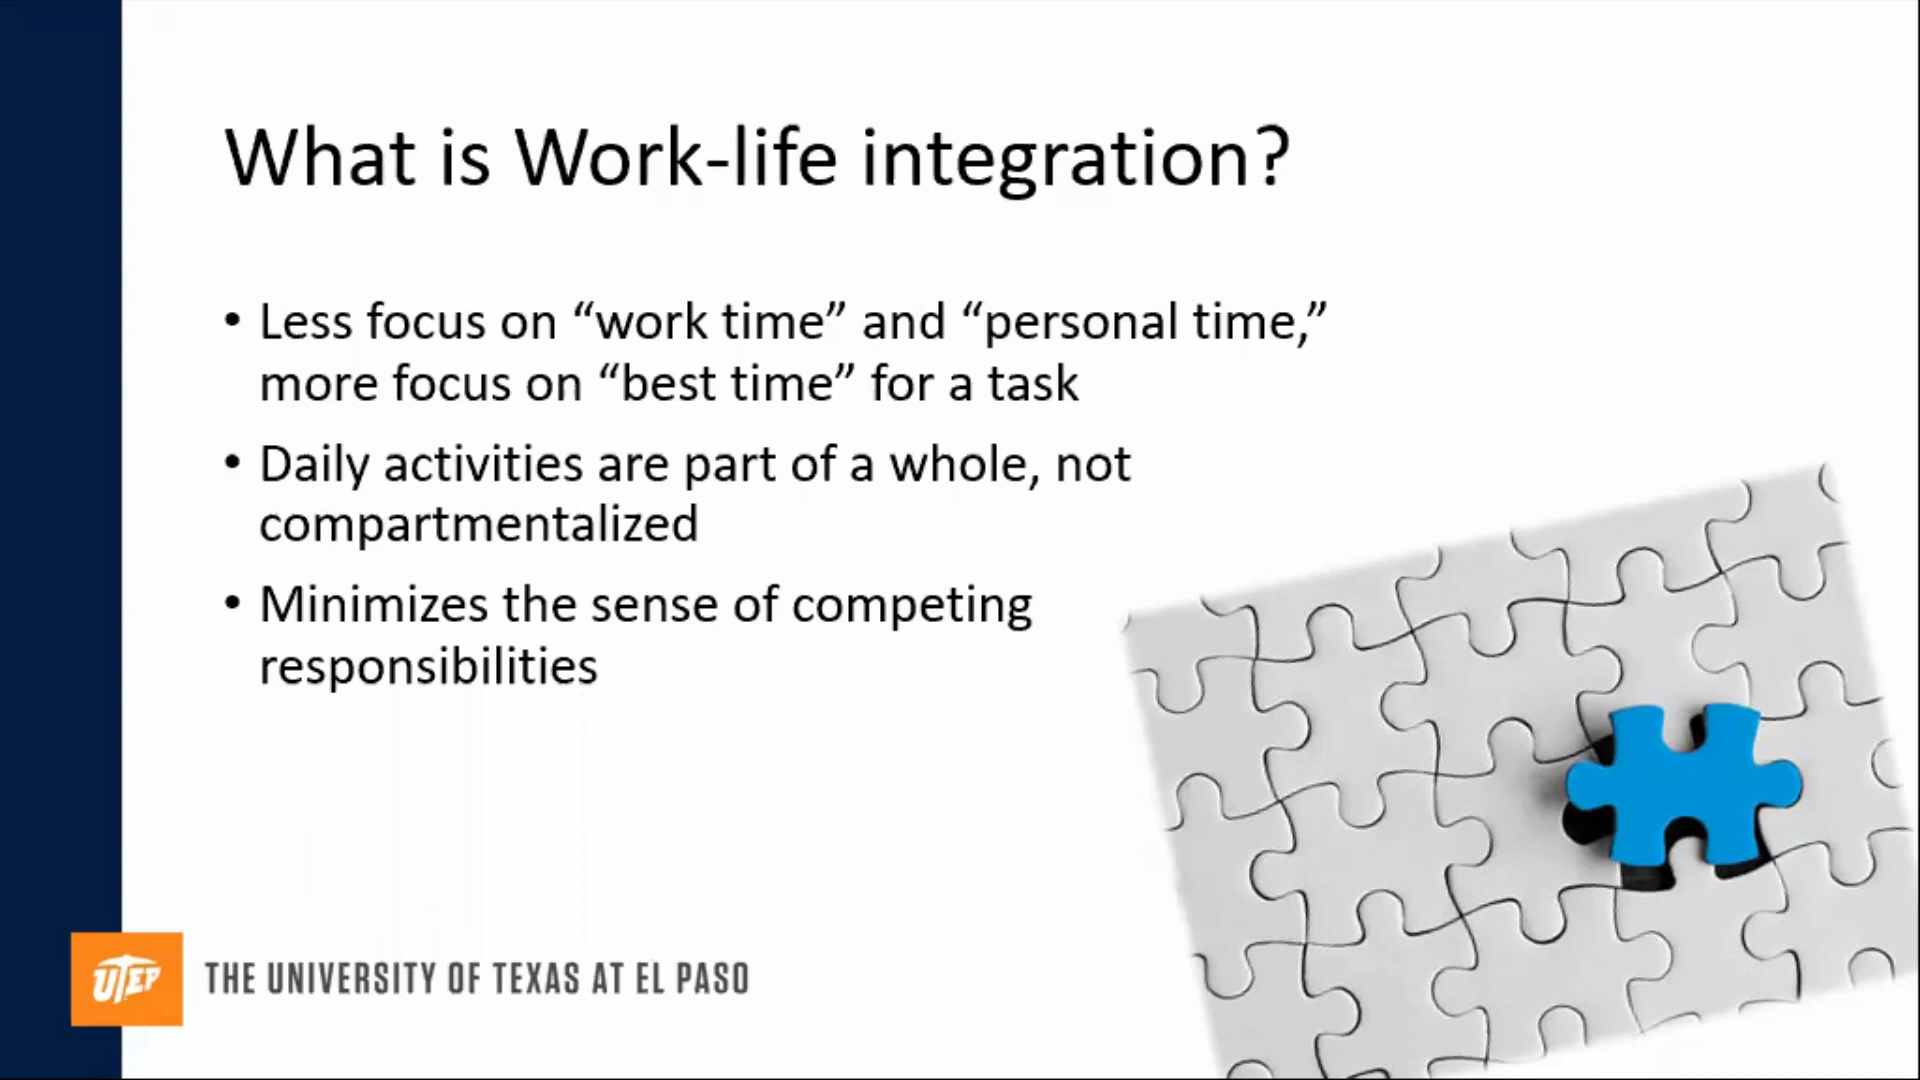 What is Work-life integration?
• Less focus on “work time” and “personal time,”
more focus on “best time” for a task
• Daily activities are part of a whole, not
compartmentalized
• Minimizes the sense of competing
responsibilities
UTEP THE UNIVERSITY OF TEXAS AT EL PASO